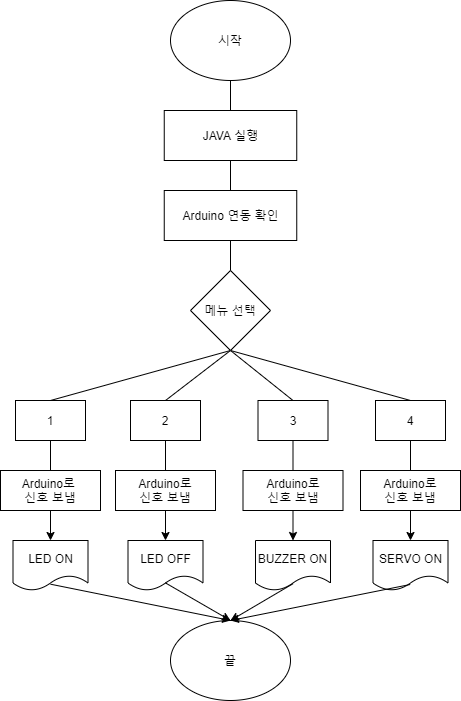 시작
JAVA 실행
Arduino 연동 확인
메뉴 선택
1
2
3
4
Arduino로
신호 보냄
Arduino로
신호 보냄
Arduino로
신호 보냄
Arduino로
신호 보냄
LED ON
LED OFF
BUZZER ON
SERVO ON
끝